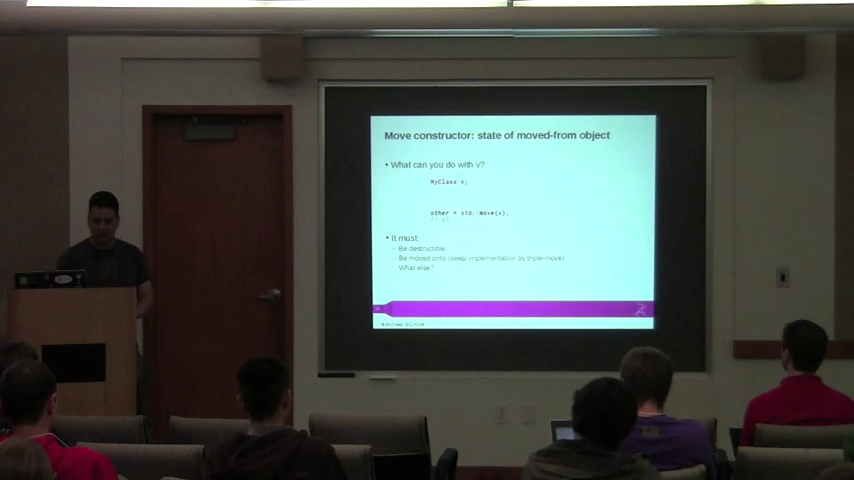 Move constructor: state of moved-from object
• What can you do with v?
MyClass v;
other = std::move(v);
• It must:
– Be destructible
– Be moved onto (swap implementation by triple-move)
What else?